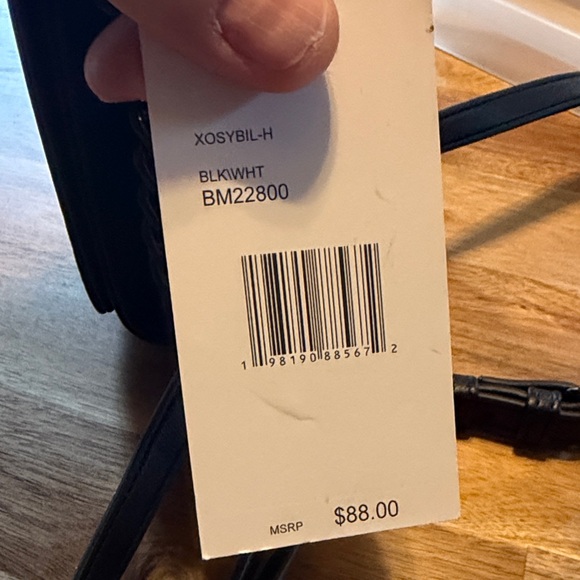 XOSYBIL-H
BLK\WHT
BM22800
1 98190 88567 2
MSRP $88.00